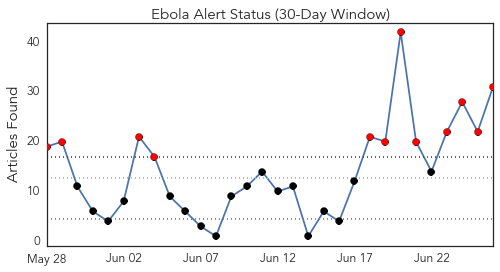 Ebola Alert Status (30-Day Window)
Articles Found
40
30
20
10
0
May 28
Jun 02
Jun 07
Jun 12
Jun 17
Jun 22